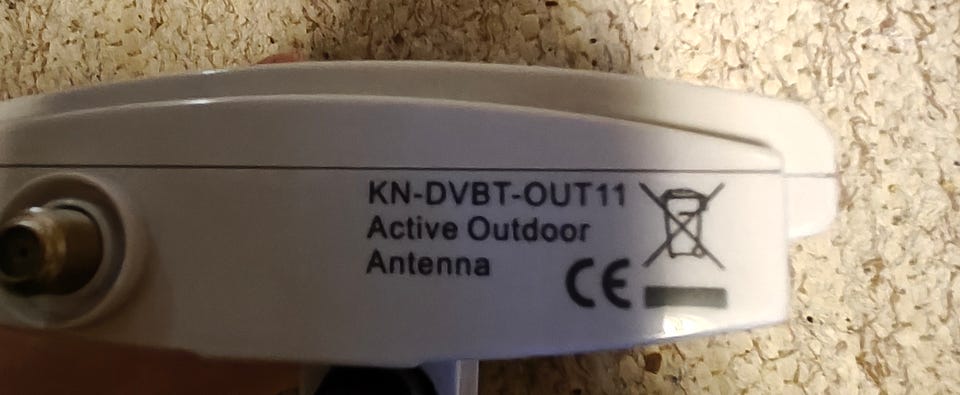 KN-DVBT-OUT11
Active Outdoor
Antenna
CE